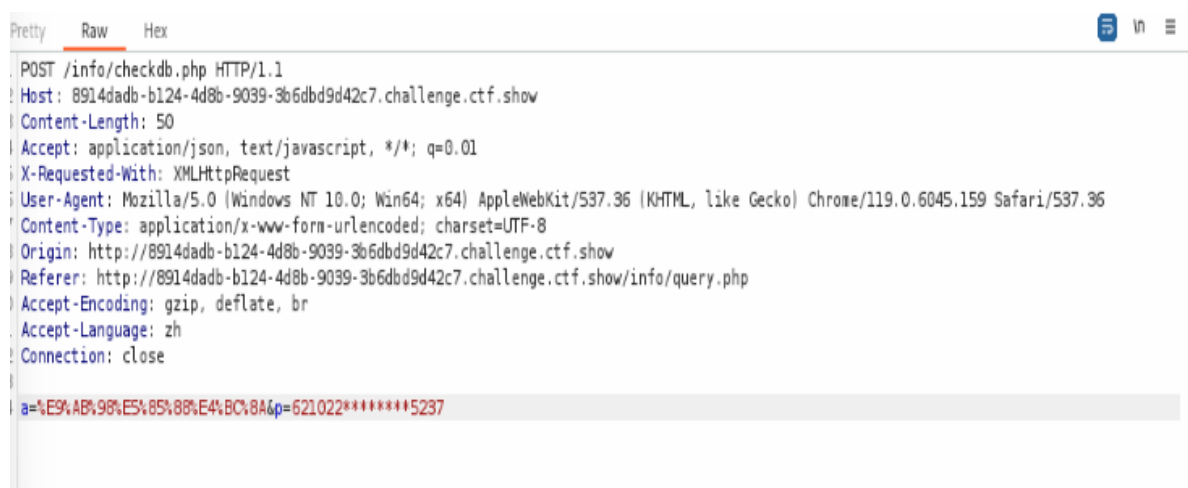 Pretty Raw Hex \n
POST /info/checkdb.php HTTP/1.1
Host: 8914dadb-b124-4d8b-9039-3b6dbd9d42c7.challenge.ctf.show
Content-Length: 50
Accept: application/json, text/javascript, */*; q=0.01
X-Requested-With: XMLHttpRequest
User-Agent: Mozilla/5.0 (Windows NT 10.0; Win64; x64) AppleWebKit/537.36 (KHTML, like Gecko) Chrome/119.0.6045.159 Safari/537.36
Content-Type: application/x-www-form-urlencoded; charset=UTF-8
Origin: http://8914dadb-b124-4d8b-9039-3b6dbd9d42c7.challenge.ctf.show
Referer: http://8914dadb-b124-4d8b-9039-3b6dbd9d42c7.challenge.ctf.show/info/query.php
Accept-Encoding: gzip, deflate, br
Accept-Language: zh
Connection: close
a=%E9%AB%98%E5%85%88%E4%BC%8A&p=621022********5237